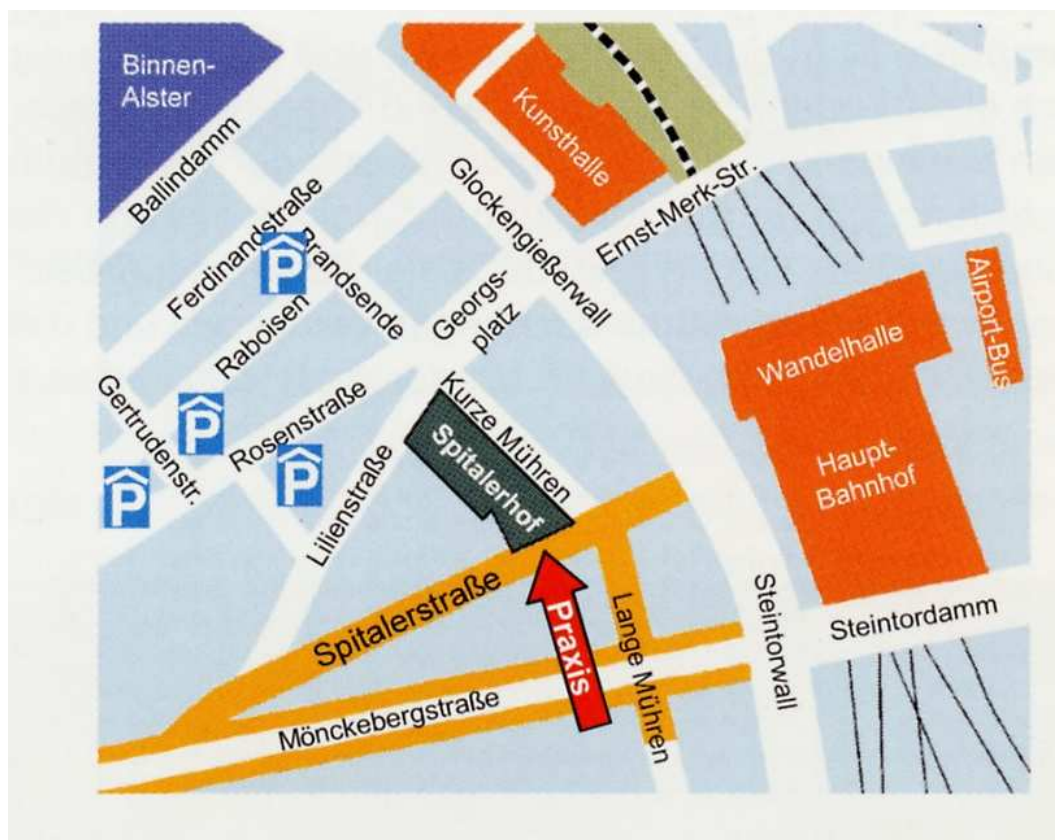 Binnen-
Alster
Ballindamm
Kunsthalle
Glockengießerwall
Ernst-Merk-Str.
Ferdinandstraße
P
Brandsende
Raboisen
Georgs-
platz
Airport-Bus
Wandelhalle
Haupt-
Bahnhof
Gertrudenstr.
P
Rosenstraße
P
P
Kurze Mühren
Spitalerhof
Lilienstraße
Spitalerstraße
Praxis
Lange Mühren
Steintorwall
Steintordamm
Mönckebergstraße